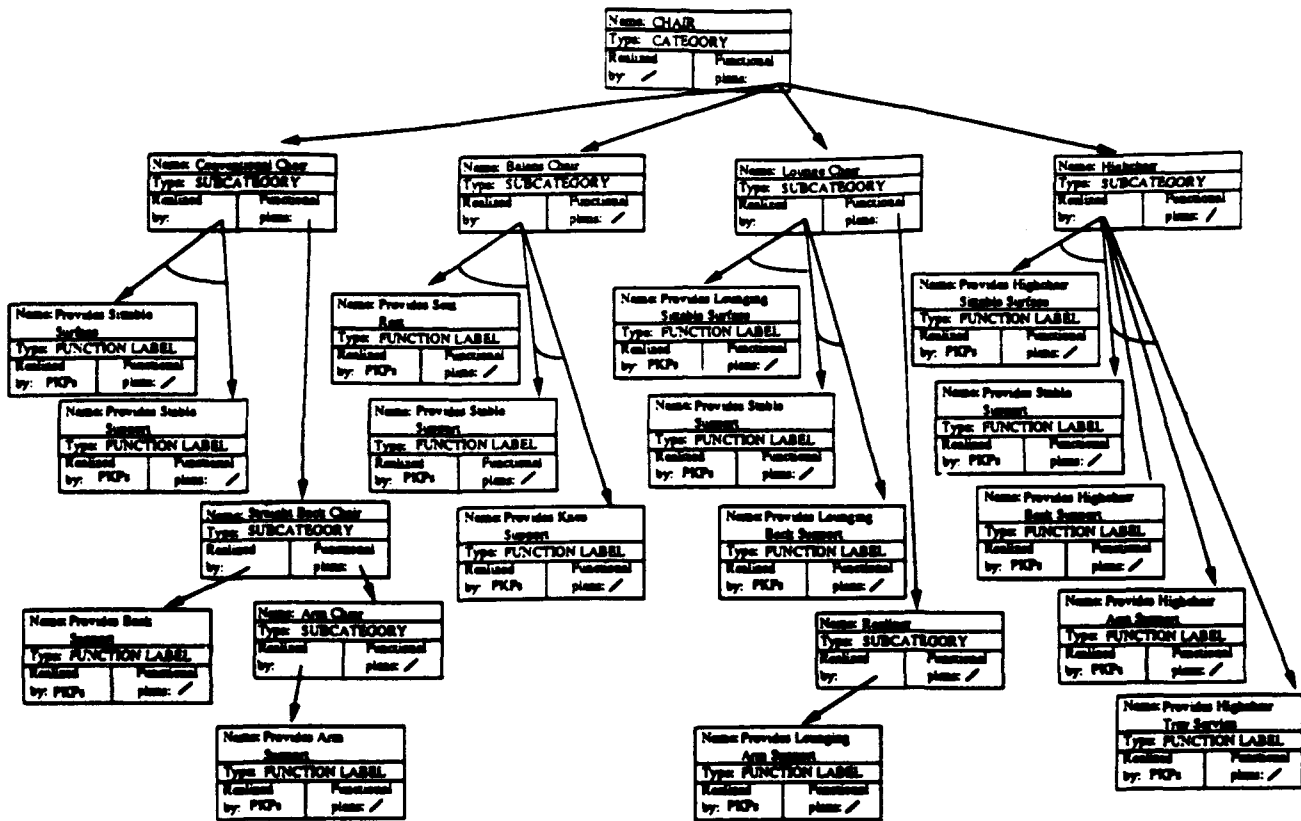 Name: CHAIR
Type: CATEGORY
Realized by:
Functional plans:
Name: Conventional Chair
Type: SUBCATEGORY
Realized by:
Functional plans:
Name: Balans Chair
Type: SUBCATEGORY
Realized by:
Functional plans:
Name: Lounge Chair
Type: SUBCATEGORY
Realized by:
Functional plans:
Name: Highchair
Type: SUBCATEGORY
Realized by:
Functional plans:
Name: Provides Sittable
Surface
Type: FUNCTION LABEL
Realized by: PKPs
Functional plans:
Name: Provides Seat
Rest
Type: FUNCTION LABEL
Realized by: PKPs
Functional plans:
Name: Provides Lounging
Sittable Surface
Type: FUNCTION LABEL
Realized by: PKPs
Functional plans:
Name: Provides Highchair
Sittable Surface
Type: FUNCTION LABEL
Realized by: PKPs
Functional plans:
Name: Provides Stable
Support
Type: FUNCTION LABEL
Realized by: PKPs
Functional plans:
Name: Provides Stable
Support
Type: FUNCTION LABEL
Realized by: PKPs
Functional plans:
Name: Provides Stable
Support
Type: FUNCTION LABEL
Realized by: PKPs
Functional plans:
Name: Provides Stable
Support
Type: FUNCTION LABEL
Realized by: PKPs
Functional plans:
Name: Straight Back Chair
Type: SUBCATEGORY
Realized by:
Functional plans:
Name: Provides Knee
Support
Type: FUNCTION LABEL
Realized by: PKPs
Functional plans:
Name: Provides Lounging
Back Support
Type: FUNCTION LABEL
Realized by: PKPs
Functional plans:
Name: Provides Highchair
Back Support
Type: FUNCTION LABEL
Realized by: PKPs
Functional plans:
Name: Provides Back
Support
Type: FUNCTION LABEL
Realized by: PKPs
Functional plans:
Name: Arm Chair
Type: SUBCATEGORY
Realized by:
Functional plans:
Name: Recliner
Type: SUBCATEGORY
Realized by:
Functional plans:
Name: Provides Highchair
Arm Support
Type: FUNCTION LABEL
Realized by: PKPs
Functional plans:
Name: Provides Arm
Support
Type: FUNCTION LABEL
Realized by: PKPs
Functional plans:
Name: Provides Lounging
Arm Support
Type: FUNCTION LABEL
Realized by: PKPs
Functional plans:
Name: Provides Highchair
Tray Service
Type: FUNCTION LABEL
Realized by: PKPs
Functional plans: